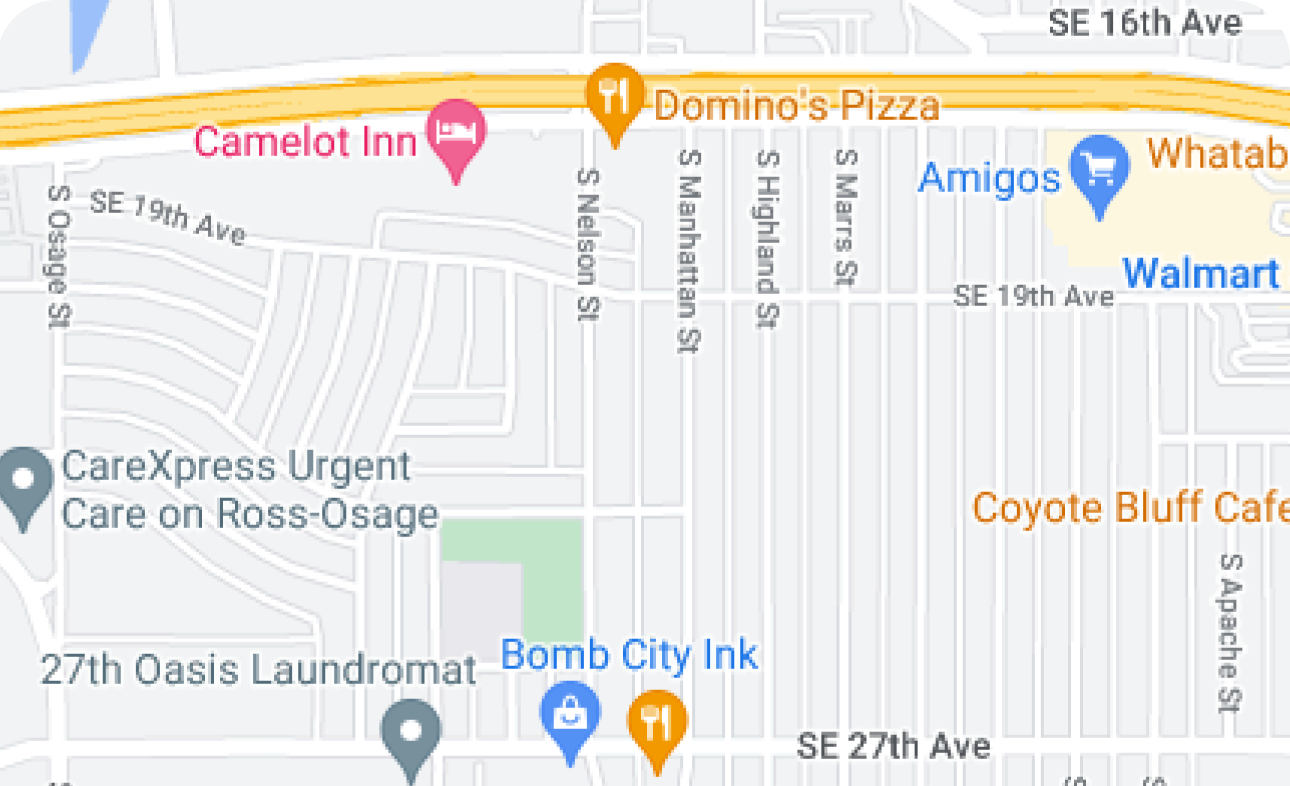 SE 16th Ave
Domino's Pizza
Camelot Inn
Whatab
Amigos
S Osage St
SE 19th Ave
S Nelson St
S Manhattan St
S Highland St
S Marrs St
Walmart
SE 19th Ave
CareXpress Urgent
Care on Ross-Osage
Coyote Bluff Cafe
S Apache St
Bomb City Ink
27th Oasis Laundromat
SE 27th Ave